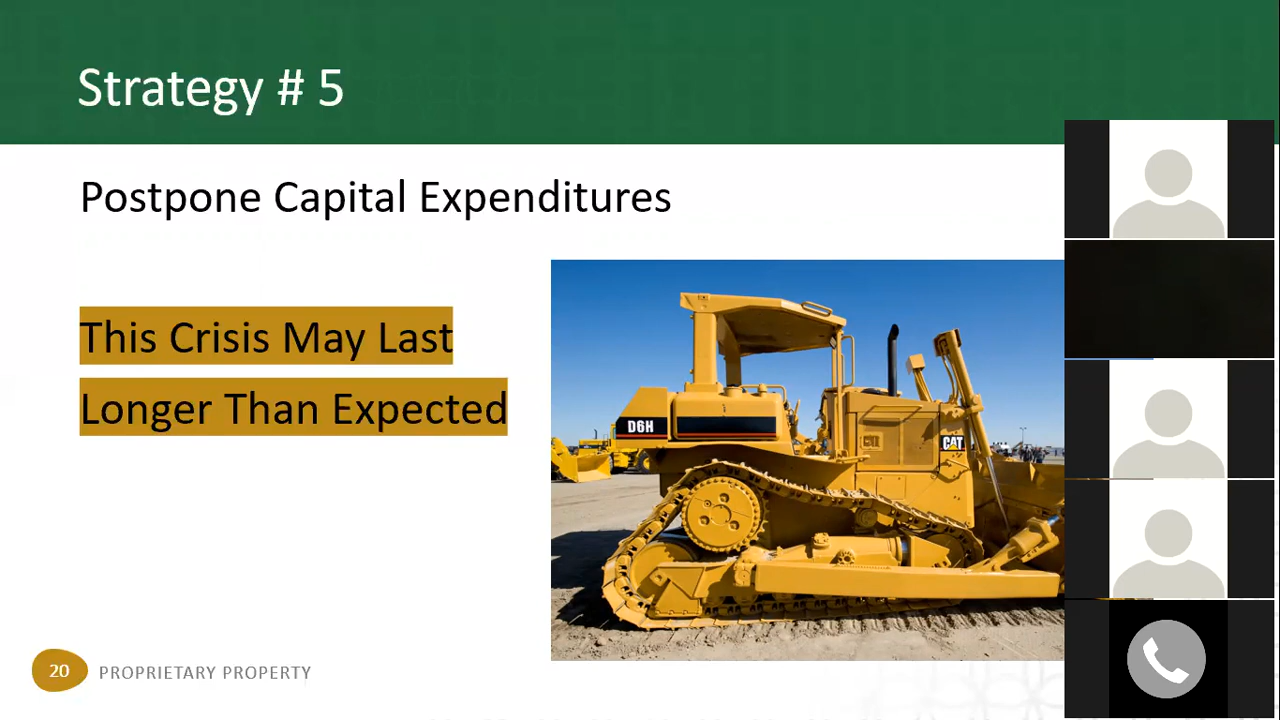 Strategy # 5
Postpone Capital Expenditures
This Crisis May Last
Longer Than Expected
D6H
CAT
20 PROPRIETARY PROPERTY